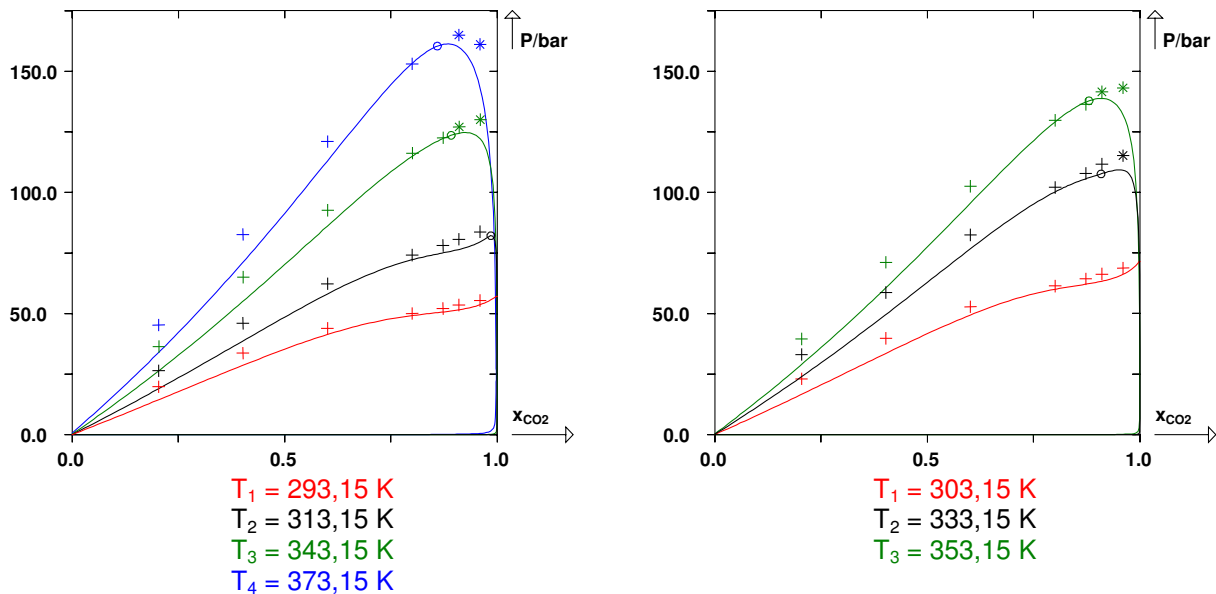 P/bar
150.0
100.0
50.0
0.0
0.0
0.5
1.0
xCO2
T1 = 293,15 K
T2 = 313,15 K
T3 = 343,15 K
T4 = 373,15 K
P/bar
150.0
100.0
50.0
0.0
0.0
0.5
1.0
xCO2
T1 = 303,15 K
T2 = 333,15 K
T3 = 353,15 K